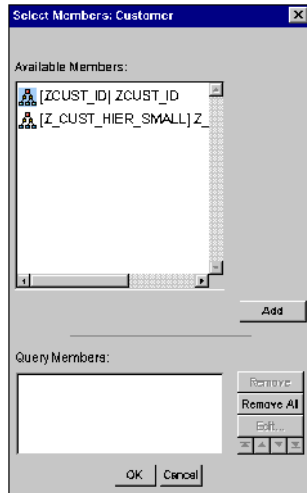 Select Members: Customer
Available Members:
[ZCUST_ID] ZCUST_ID
[Z_CUST_HIER_SMALL] Z_
Add
Query Members:
Remove
Remove All
Edit...
OK Cancel